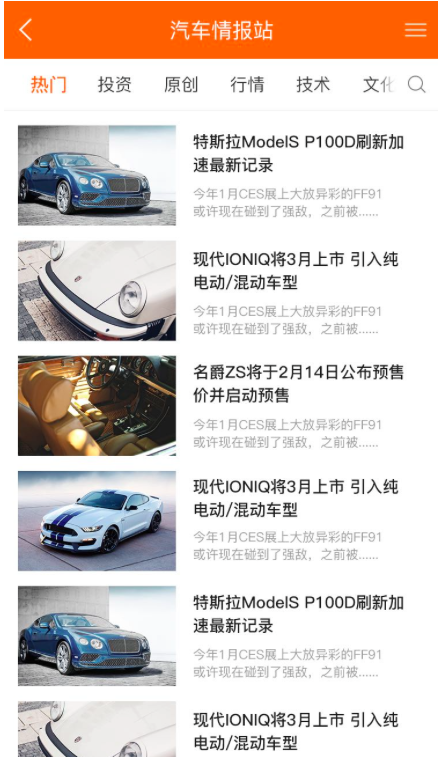 汽车情报站
热门 投资 原创 行情 技术 文化
特斯拉ModelS P100D刷新加
速最新记录
今年1月CES展上大放异彩的FF91
或许现在碰到了强敌，之前被......
现代IONIQ将3月上市 引入纯
电动/混动车型
今年1月CES展上大放异彩的FF91
或许现在碰到了强敌，之前被......
名爵ZS将于2月14日公布预售
价并启动预售
今年1月CES展上大放异彩的FF91
或许现在碰到了强敌，之前被......
现代IONIQ将3月上市 引入纯
电动/混动车型
今年1月CES展上大放异彩的FF91
或许现在碰到了强敌，之前被......
特斯拉ModelS P100D刷新加
速最新记录
今年1月CES展上大放异彩的FF91
或许现在碰到了强敌，之前被......
现代IONIQ将3月上市 引入纯
电动/混动车型